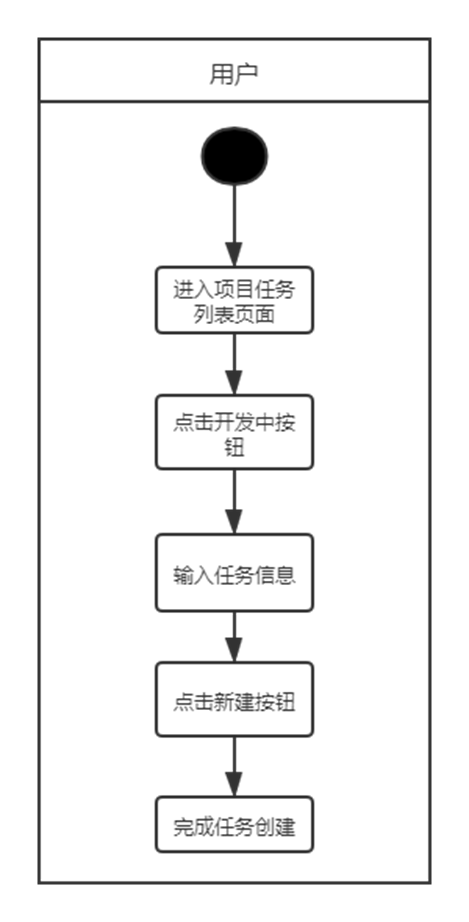 用户
进入项目任务
列表页面
点击开发中按
钮
输入任务信息
点击新建按钮
完成任务创建